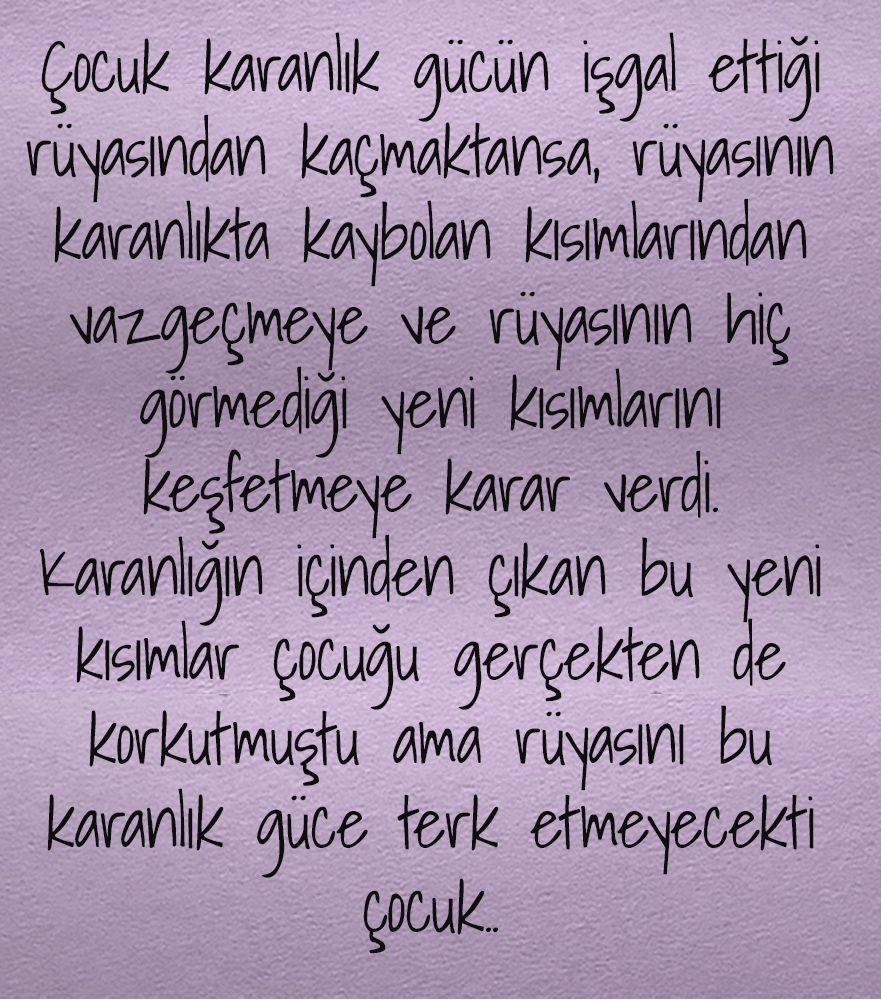 Çocuk karanlık gücün işgal ettiği
rüyasından kaçmaktansa, rüyasının
karanlıkta kaybolan kısımlarından
vazgeçmeye ve rüyasının hiç
görmediği yeni kısımlarını
keşfetmeye karar verdi.
Karanlığın içinden çıkan bu yeni
kısımlar çocuğu gerçekten de
korkutmuştu ama rüyasını bu
karanlık güce terk etmeyecekti
çocuk..